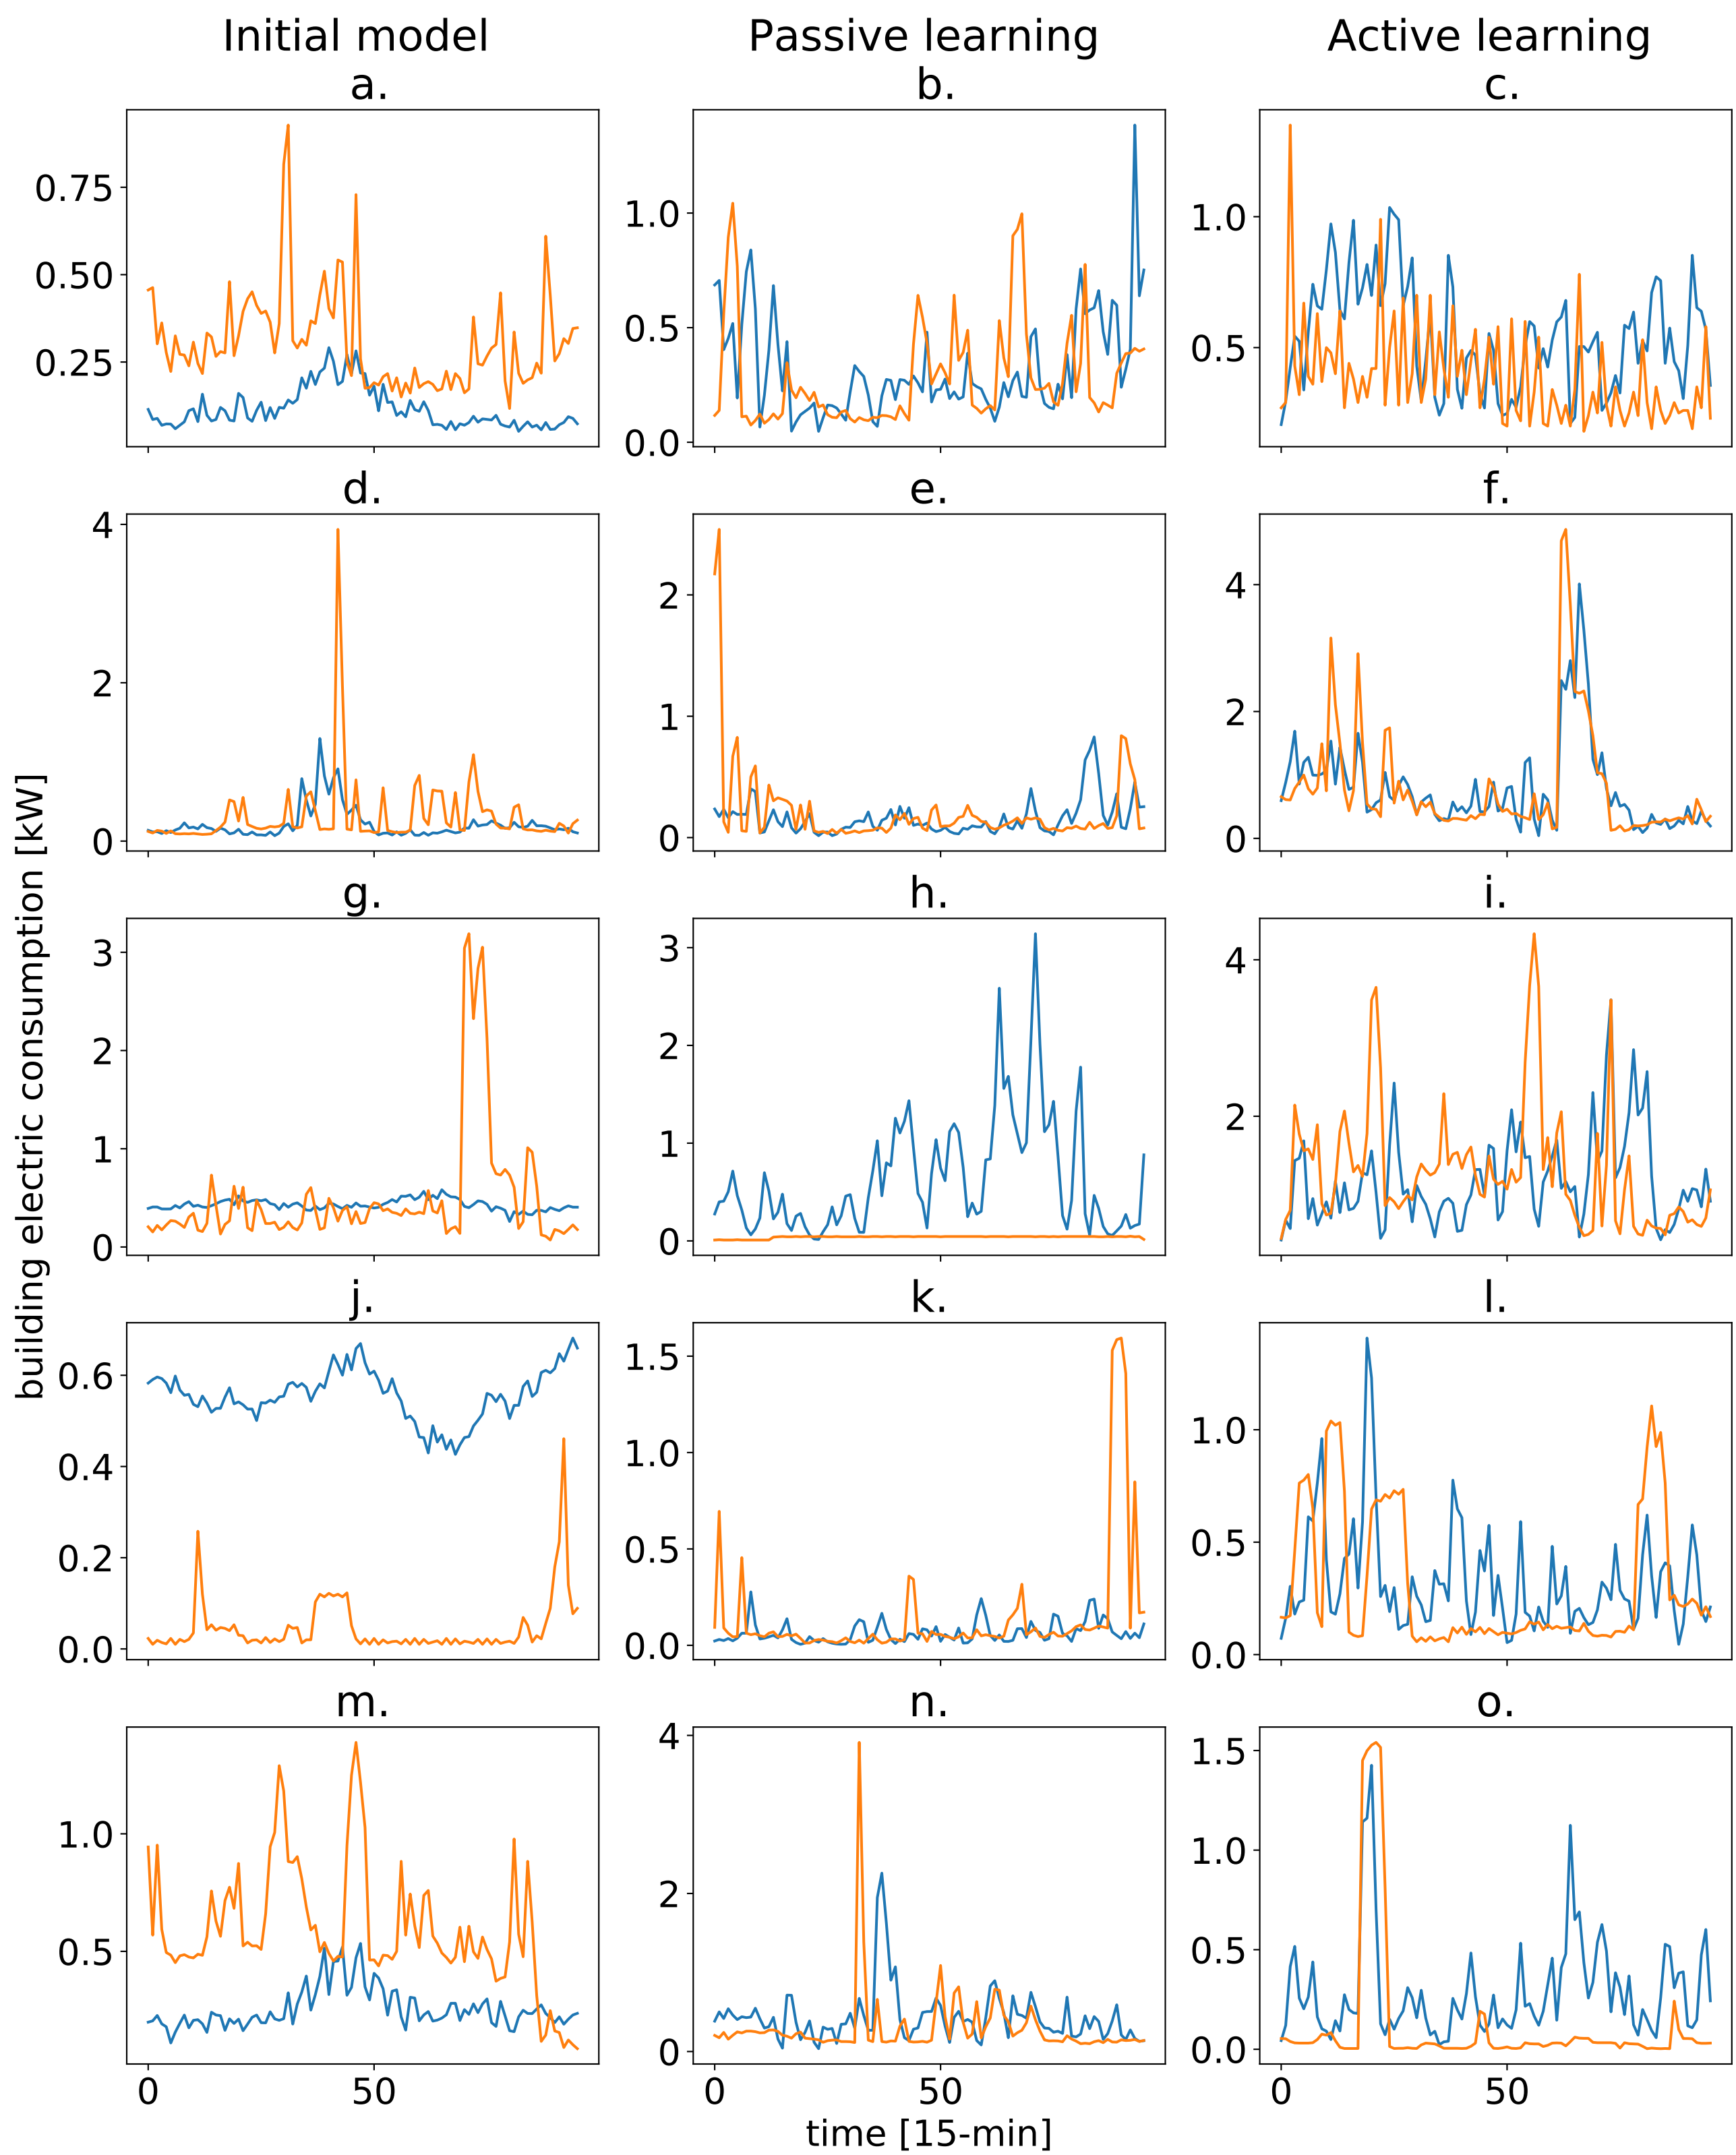 Initial model
Passive learning
Active learning
a.
b.
c.
0.75
0.50
0.25
1.0
0.5
0.0
1.0
0.5
d.
e.
f.
4
2
0
2
1
0
4
2
0
g.
h.
i.
3
2
1
0
3
2
1
0
4
2
building electric consumption [kW]
j.
k.
l.
0.6
0.4
0.2
0.0
1.5
1.0
0.5
0.0
1.0
0.5
0.0
m.
n.
o.
1.0
0.5
4
2
0
1.5
1.0
0.5
0.0
0 50
0 50
0 50
time [15-min]